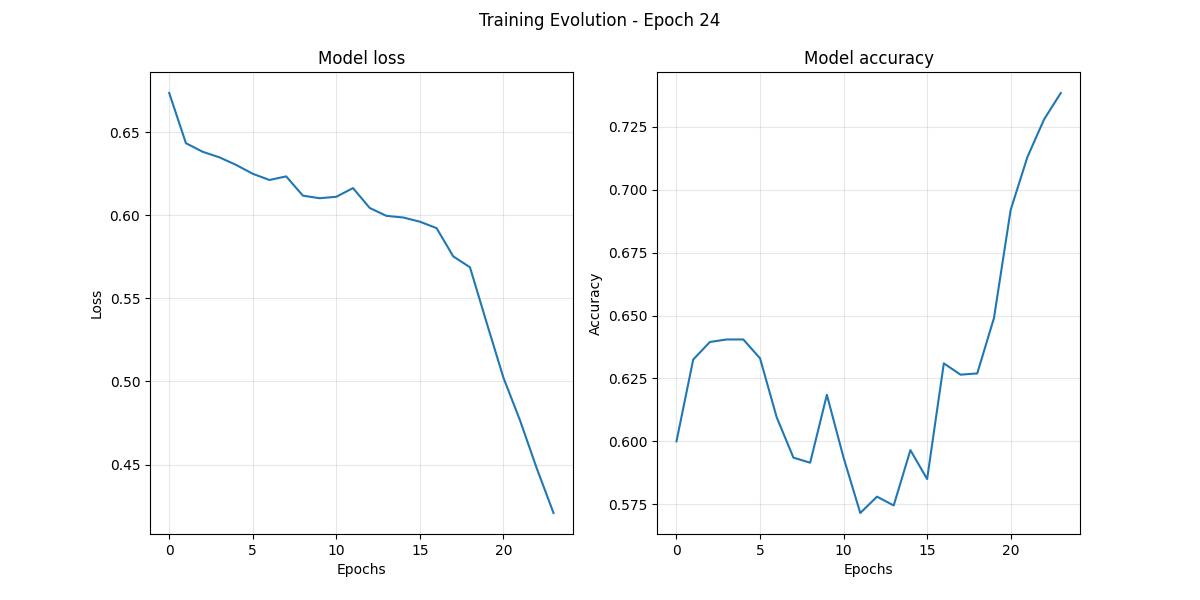 Training Evolution - Epoch 24
Model loss
Loss
0.65
0.60
0.55
0.50
0.45
0 5 10 15 20
Epochs
Model accuracy
Accuracy
0.725
0.700
0.675
0.650
0.625
0.600
0.575
0 5 10 15 20
Epochs